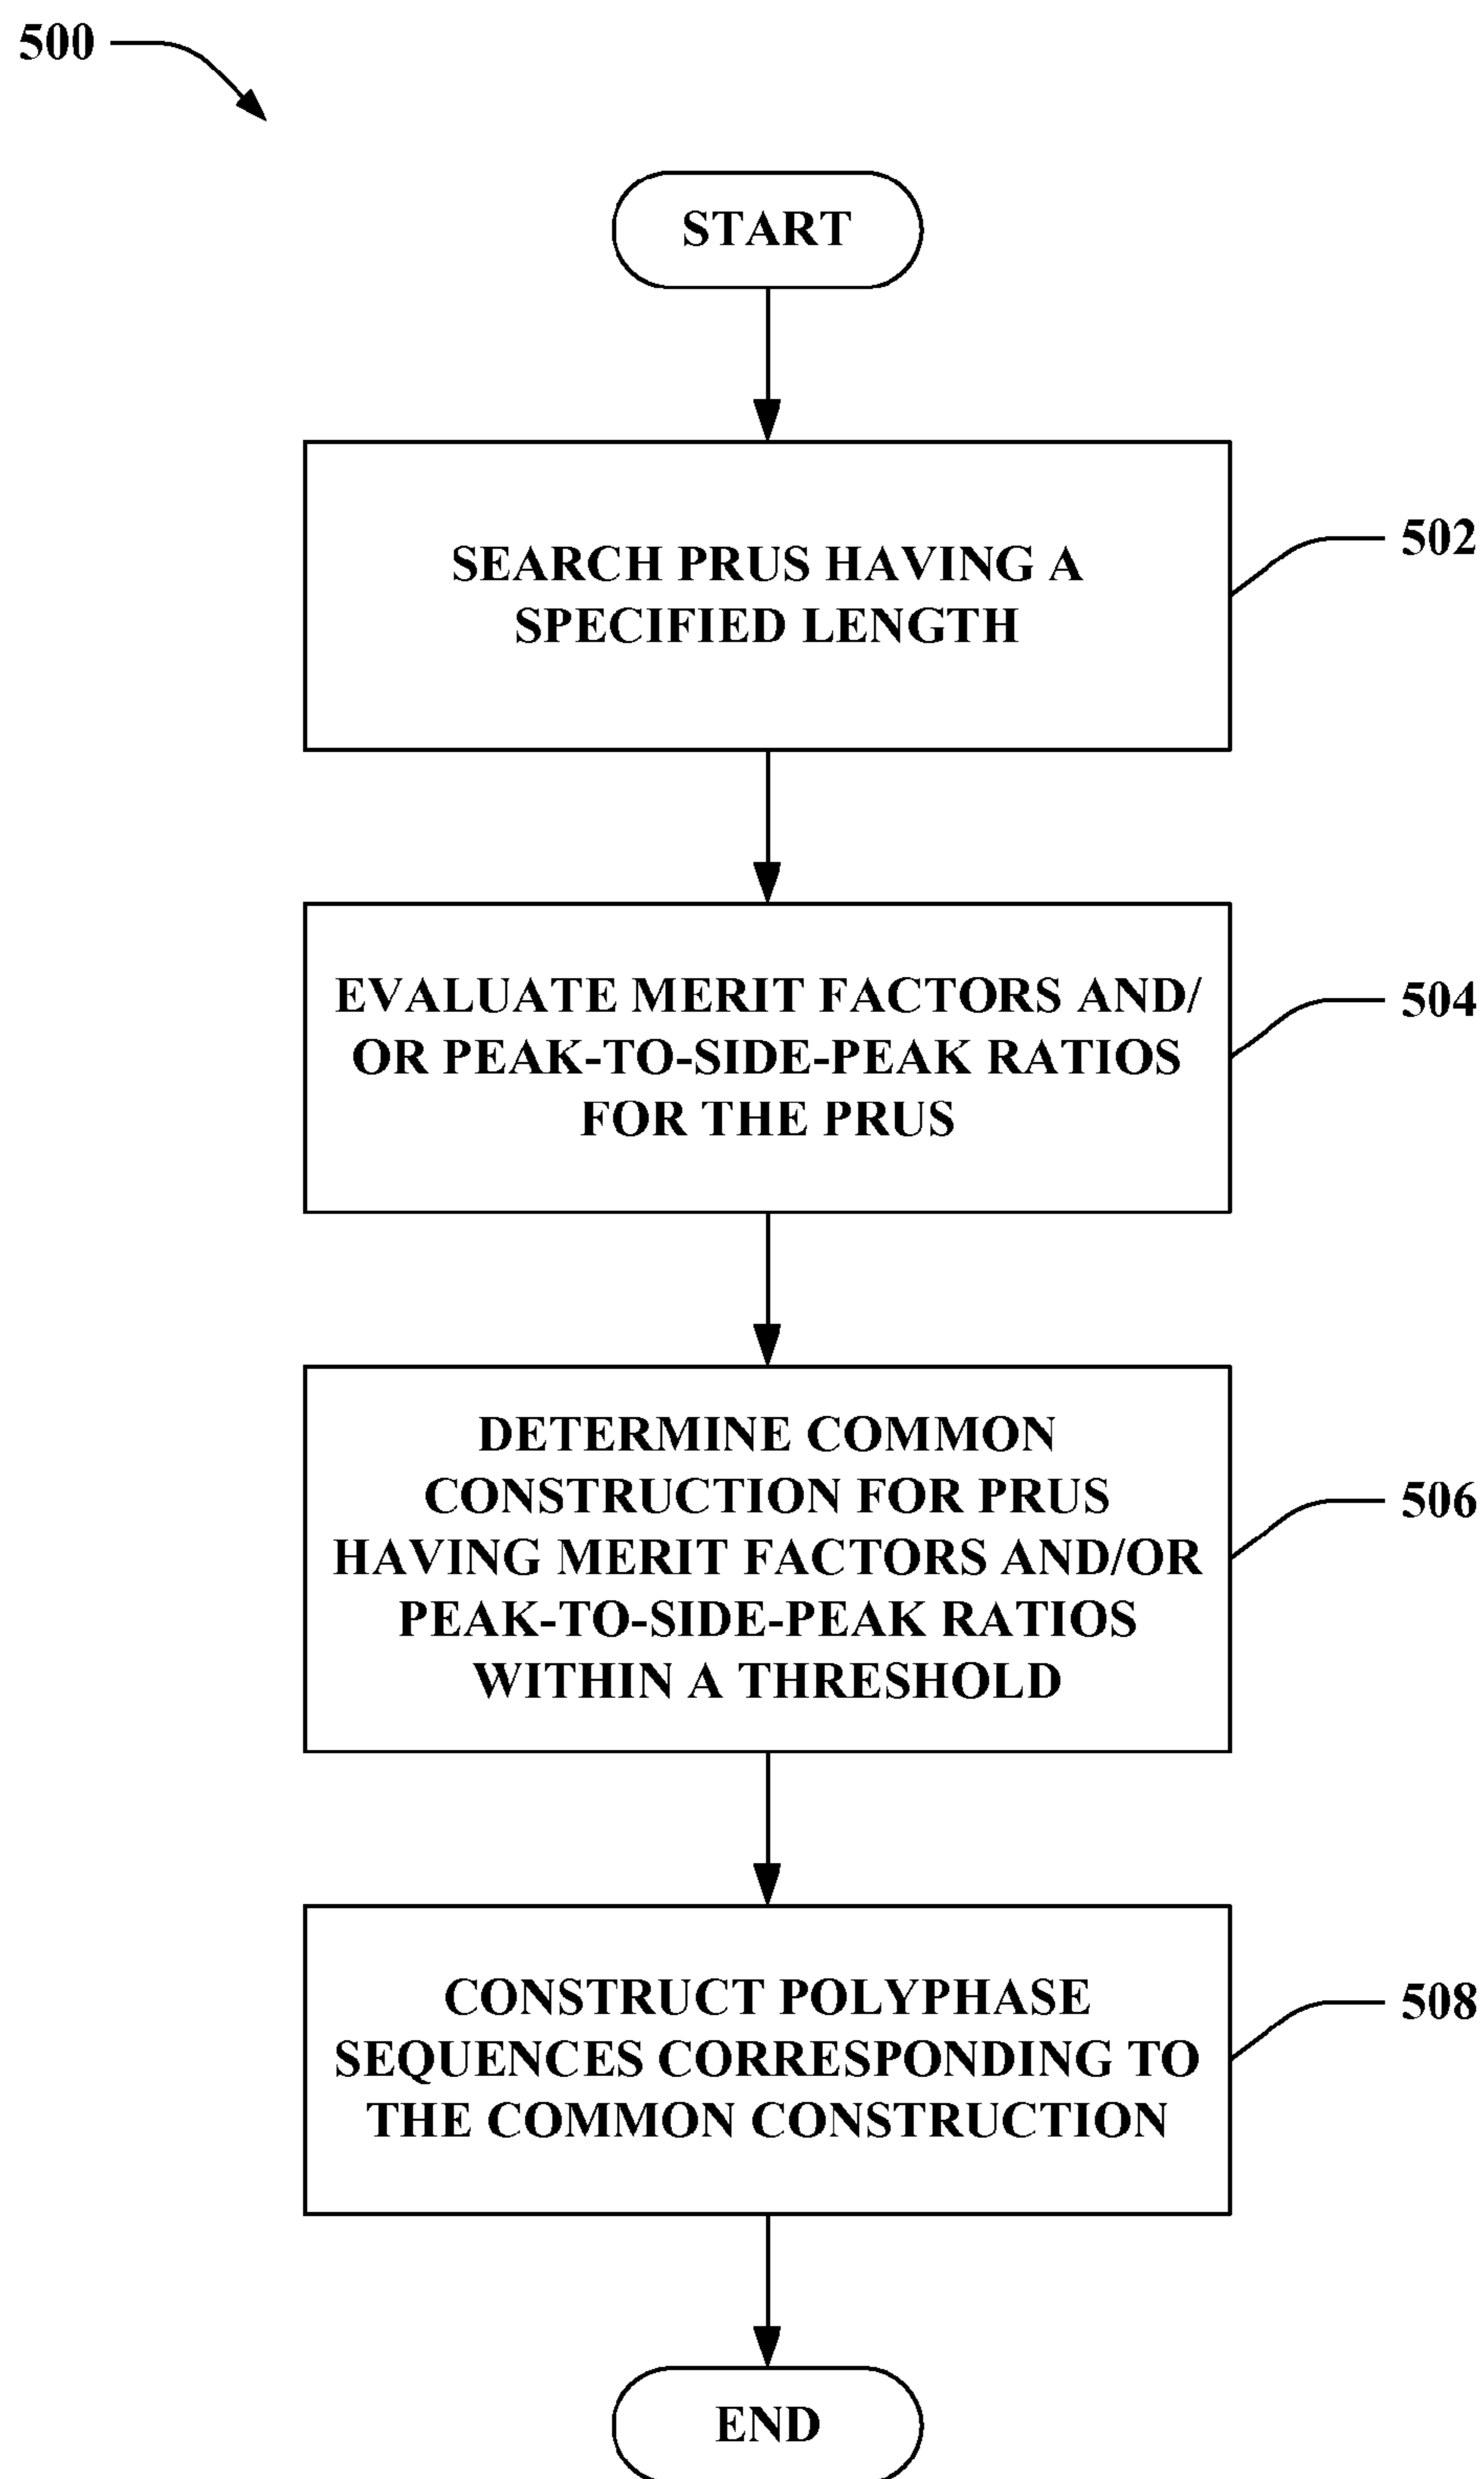 500
START
SEARCH PRUS HAVING A
SPECIFIED LENGTH
502
EVALUATE MERIT FACTORS AND/
OR PEAK-TO-SIDE-PEAK RATIOS
FOR THE PRUS
504
DETERMINE COMMON
CONSTRUCTION FOR PRUS
HAVING MERIT FACTORS AND/OR
PEAK-TO-SIDE-PEAK RATIOS
WITHIN A THRESHOLD
506
CONSTRUCT POLYPHASE
SEQUENCES CORRESPONDING TO
THE COMMON CONSTRUCTION
508
END